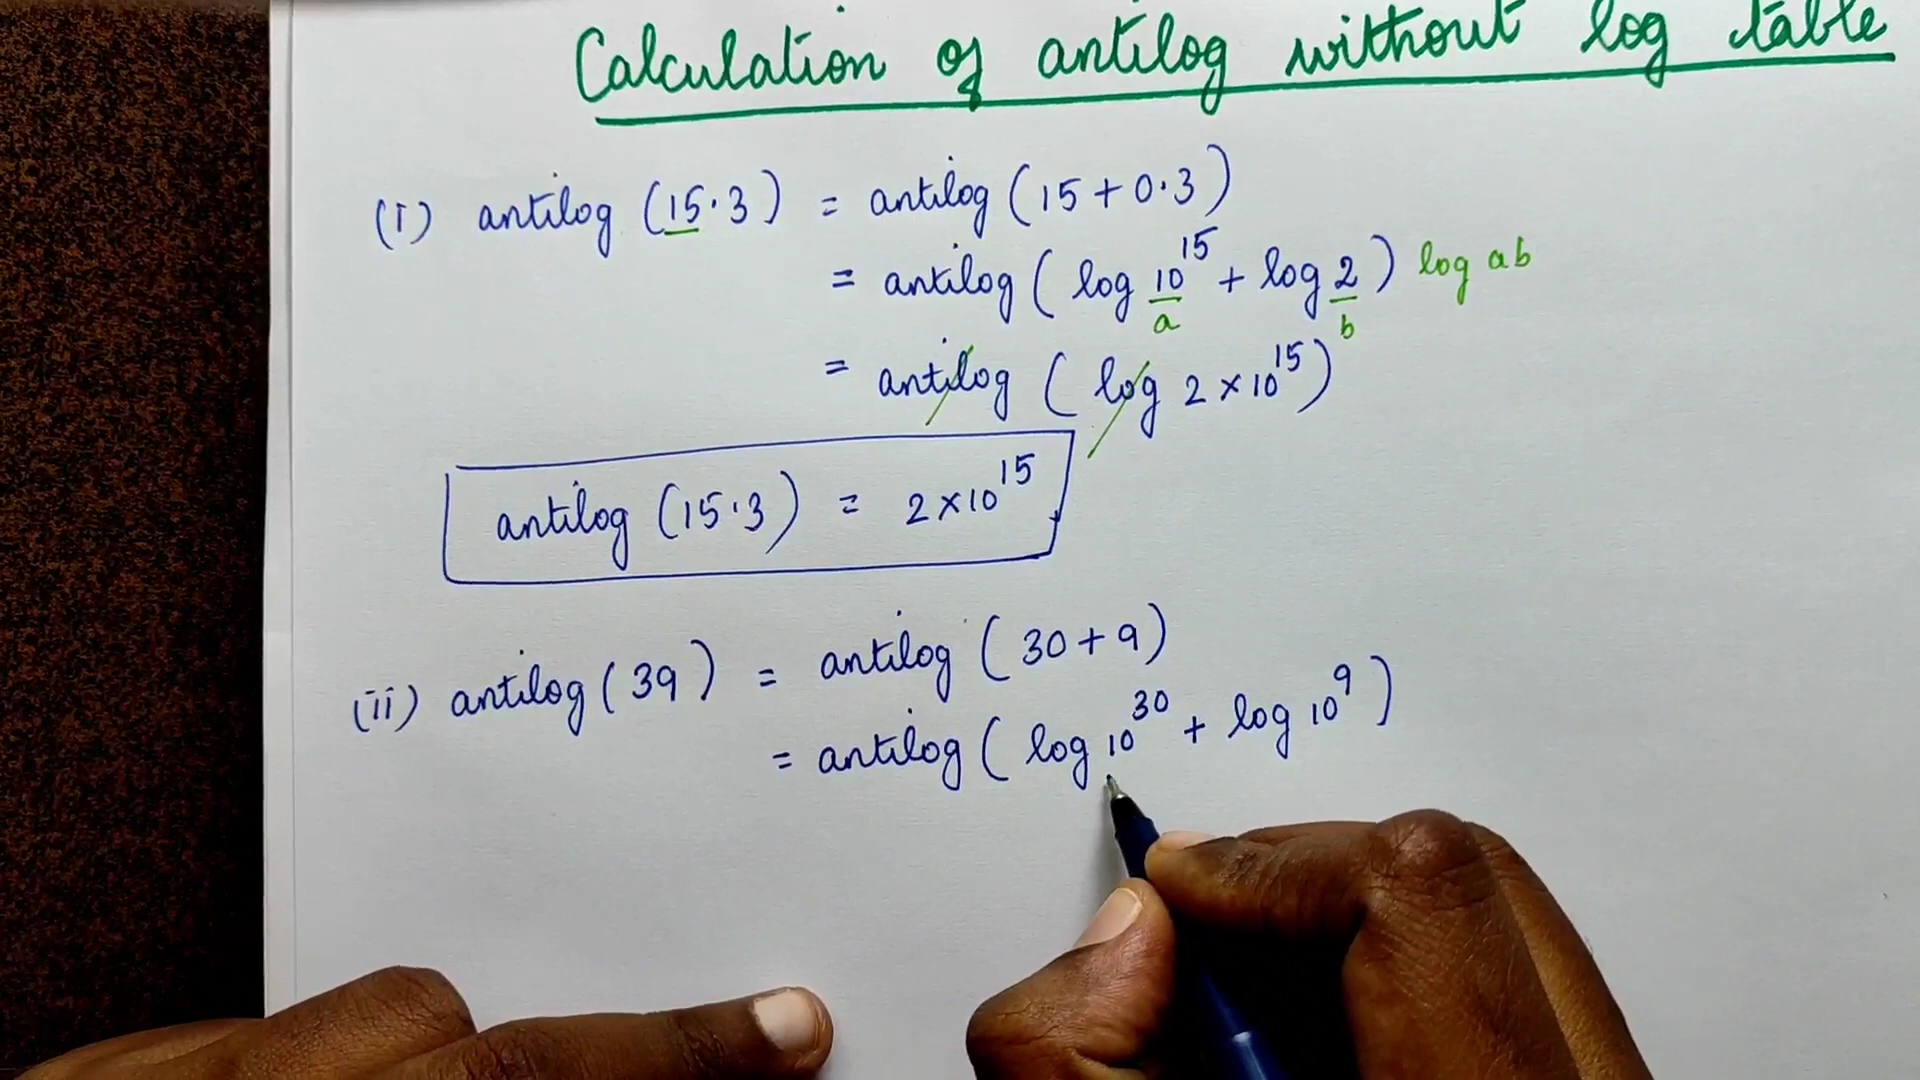 Calculation of antilog without log table
(i) antilog (15.3) = antilog (15 + 0.3)
= antilog ( log 10^15 + log 2 ) log ab
a b
= antilog ( log 2 × 10^15 )
antilog (15.3) = 2 × 10^15
(ii) antilog (39) = antilog (30 + 9)
= antilog ( log 10^30 + log 10^9 )